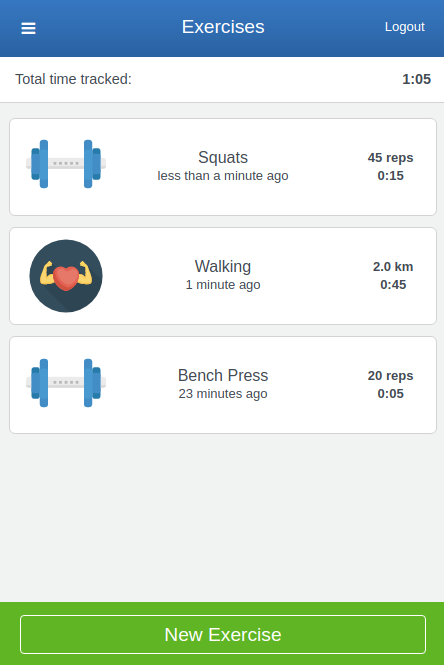 Exercises
Logout
Total time tracked:
1:05
Squats
less than a minute ago
45 reps
0:15
Walking
1 minute ago
2.0 km
0:45
Bench Press
23 minutes ago
20 reps
0:05
New Exercise